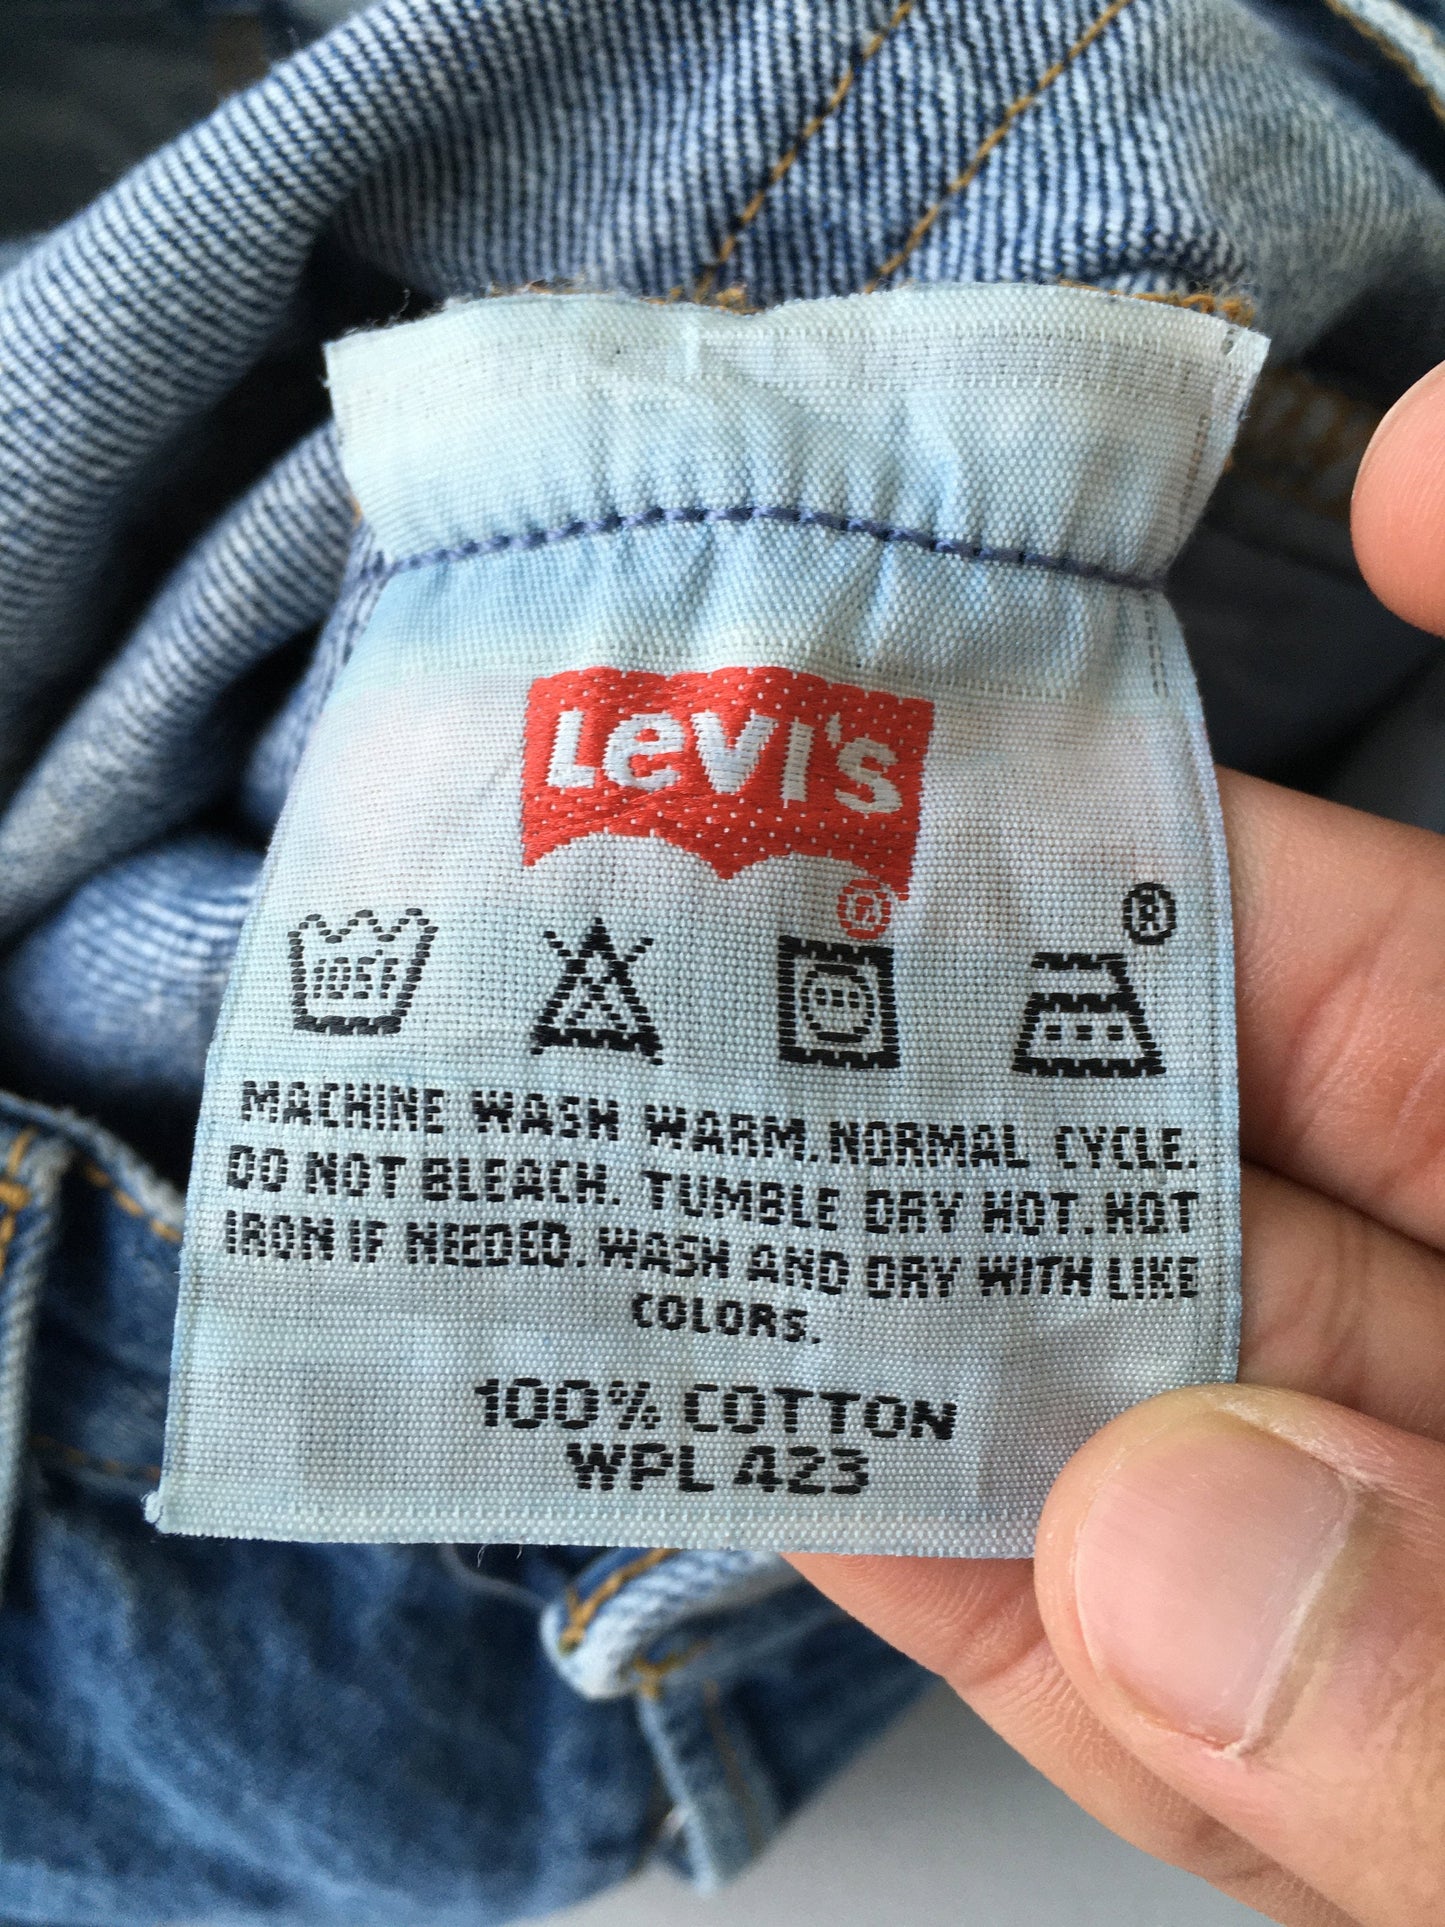 LEVI'S
®
®
105F
MACHINE WASH WARM. NORMAL CYCLE.
DO NOT BLEACH. TUMBLE DRY HOT. HOT
IRON IF NEEDED. WASH AND DRY WITH LIKE
COLORS.
100% COTTON
WPL 423